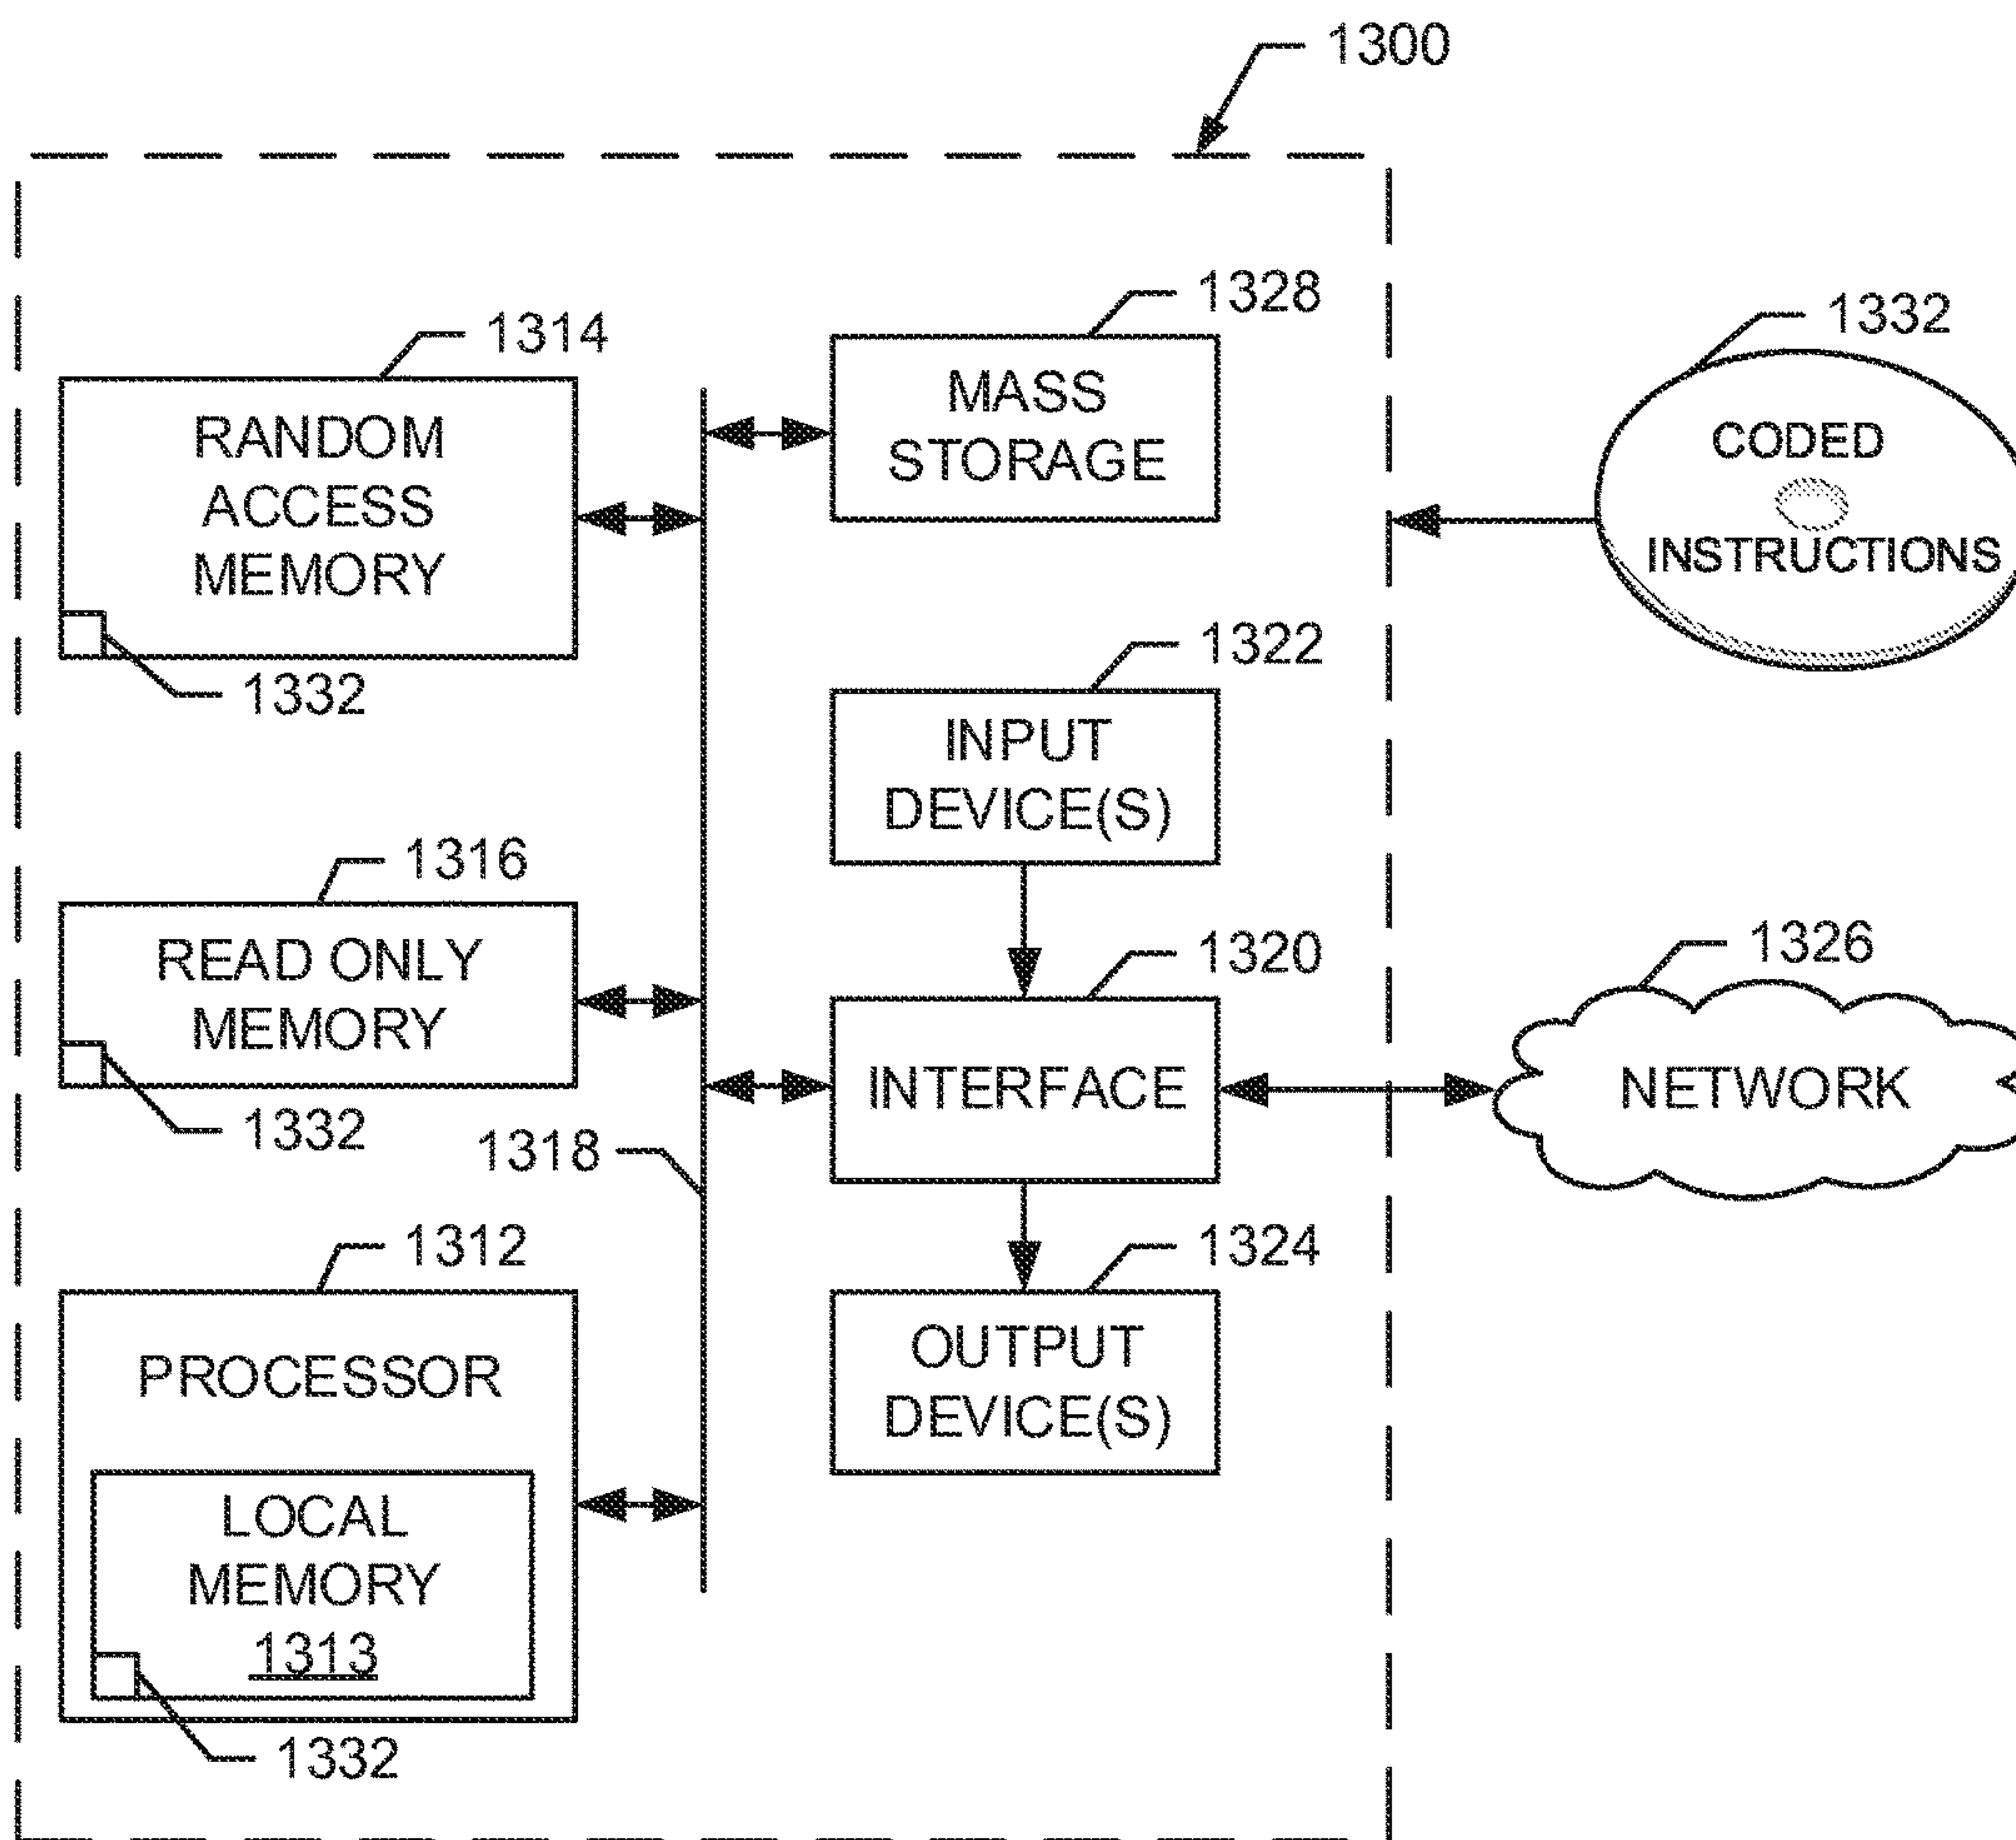 1300
1328
MASS
STORAGE
1314
RANDOM
ACCESS
MEMORY
1332
1332
CODED
INSTRUCTIONS
1322
INPUT
DEVICE(S)
1316
READ ONLY
MEMORY
1332
1320
INTERFACE
1326
NETWORK
1318
1312
PROCESSOR
LOCAL
MEMORY
1313
1332
1324
OUTPUT
DEVICE(S)